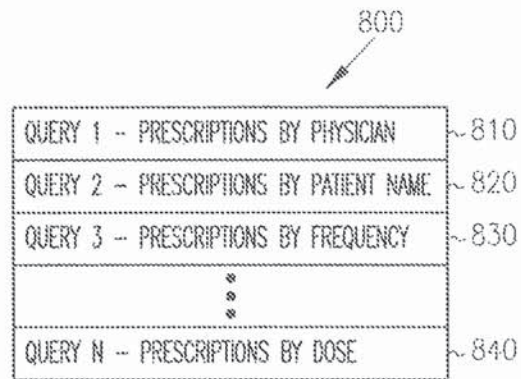 800
QUERY 1 - PRESCRIPTIONS BY PHYSICIAN 810
QUERY 2 - PRESCRIPTIONS BY PATIENT NAME 820
QUERY 3 - PRESCRIPTIONS BY FREQUENCY 830
QUERY N - PRESCRIPTIONS BY DOSE 840